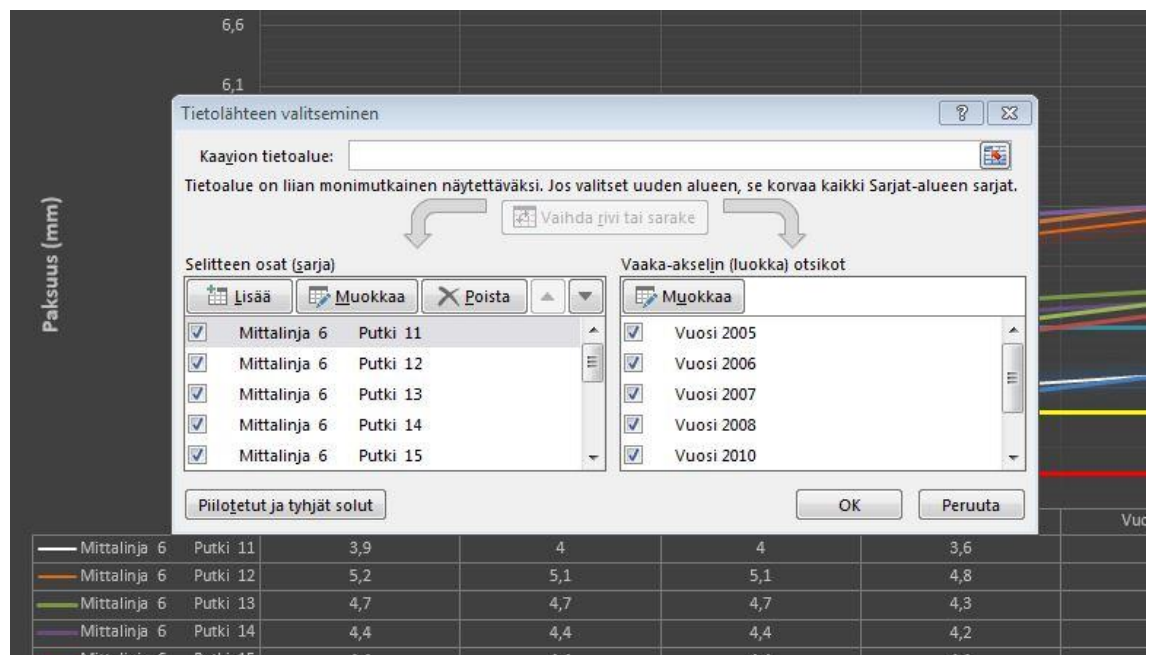 6,6
6,1
Paksuus (mm)
Tietolähteen valitseminen
Kaavion tietoalue:
Tietoalue on liian monimutkainen näytettäväksi. Jos valitset uuden alueen, se korvaa kaikki Sarjat-alueen sarjat.
Vaihda rivi tai sarake
Selitteen osat (sarja)
Lisää Muokkaa Poista
Mittalinja 6 Putki 11
Mittalinja 6 Putki 12
Mittalinja 6 Putki 13
Mittalinja 6 Putki 14
Mittalinja 6 Putki 15
Vaaka-akselin (luokka) otsikot
Muokkaa
Vuosi 2005
Vuosi 2006
Vuosi 2007
Vuosi 2008
Vuosi 2010
Piilotetut ja tyhjät solut
OK Peruuta
Mittalinja 6 Putki 11 3,9 4 4 3,6
Mittalinja 6 Putki 12 5,2 5,1 5,1 4,8
Mittalinja 6 Putki 13 4,7 4,7 4,7 4,3
Mittalinja 6 Putki 14 4,4 4,4 4,4 4,2